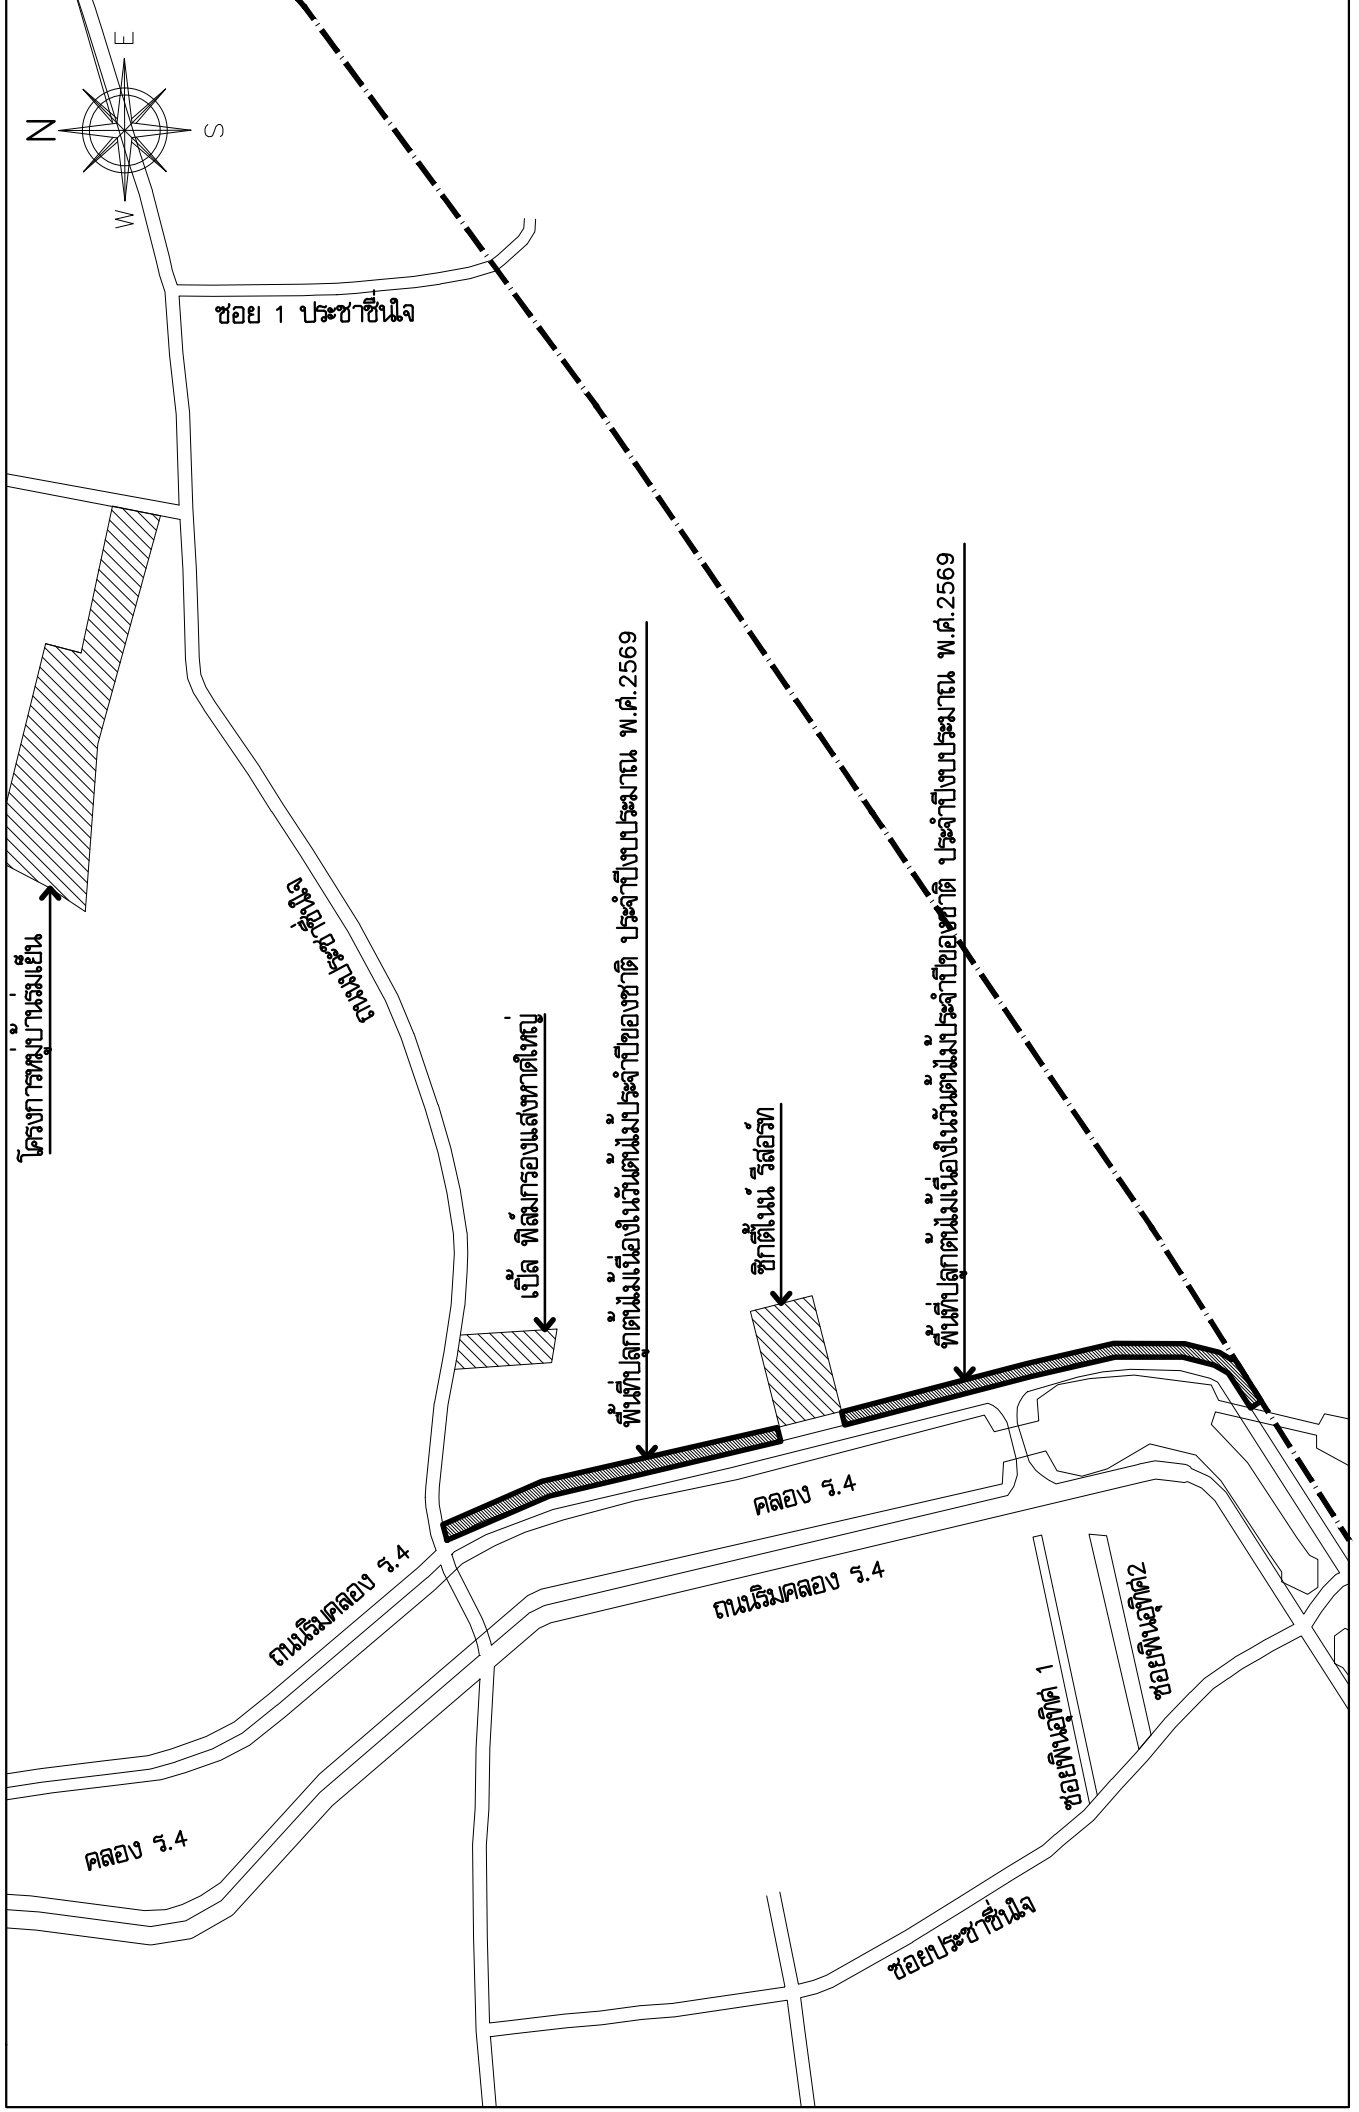 N
E
S
W
ซอย 1 ประชาชื่นใจ
โครงการหมู่บ้านร่มเย็น
ถนนประชาชื่นใจ
เปิ้ล ฟิล์มกรองแสงหาดใหญ่
พื้นที่ปลูกต้นไม้เนื่องในวันต้นไม้ประจำปีของชาติ ประจำปีงบประมาณ พ.ศ.2569
ซิกตี้ไนน์ รีสอร์ท
พื้นที่ปลูกต้นไม้เนื่องในวันต้นไม้ประจำปีของชาติ ประจำปีงบประมาณ พ.ศ.2569
ถนนริมคลอง ร.4
คลอง ร.4
ถนนริมคลอง ร.4
คลอง ร.4
ซอยพินอุทิศ 1
ซอยพินอุทิศ2
ซอยประชาชื่นใจ